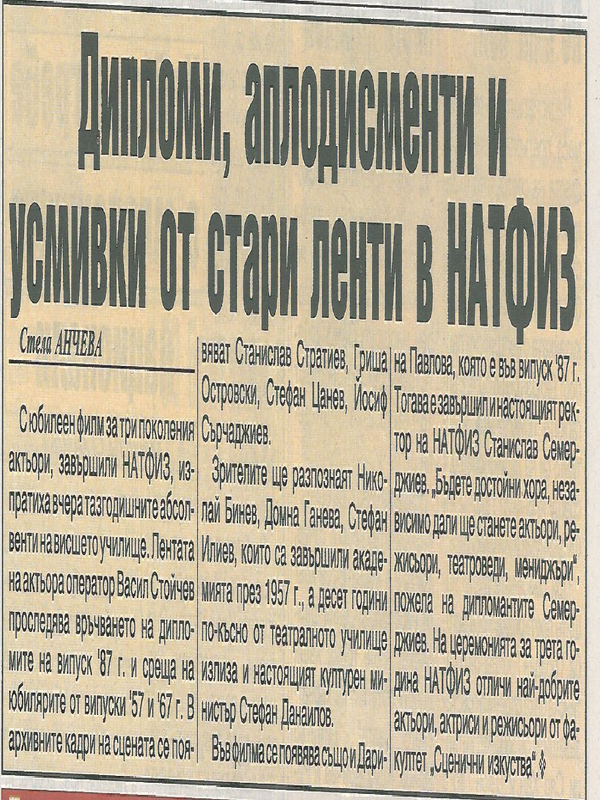 Дипломи, аплодисменти и
усмивки от стари ленти в НАТФИЗ
Стела АНЧЕВА
С юбилеен филм за три поколения
актьори, завършили НАТФИЗ, из-
пратиха вчера тазгодишните абсол-
венти на висшето училище. Лентата
на актьора оператор Васил Стойчев
проследява връчването на дипло-
мите на випуск '87 г. и среща на
юбилярите от випуски '57 и '67 г. В
архивните кадри на сцената се поя-
вяват Станислав Стратиев, Гриша
Островски, Стефан Цанев, Йосиф
Сърчаджиев.
Зрителите ще разпознаят Нико-
лай Бинев, Домна Ганева, Стефан
Илиев, които са завършили акаде-
мията през 1957 г., а десет години
по-късно от театралното училище
излиза и настоящият културен ми-
нистър Стефан Данаилов.
Във филма се появява също и Дари-
на Павлова, която е във випуск '87 г.
Тогава е завършил и настоящият рек-
тор на НАТФИЗ Станислав Семер-
джиев. „Бъдете достойни хора, неза-
висимо дали ще станете актьори, ре-
жисьори, театроведи, мениджъри“,
пожела на дипломантите Семер-
джиев. На церемонията за трета го-
дина НАТФИЗ отличи най-добрите
актьори, актриси и режисьори от фа-
култет „Сценични изкуства“.